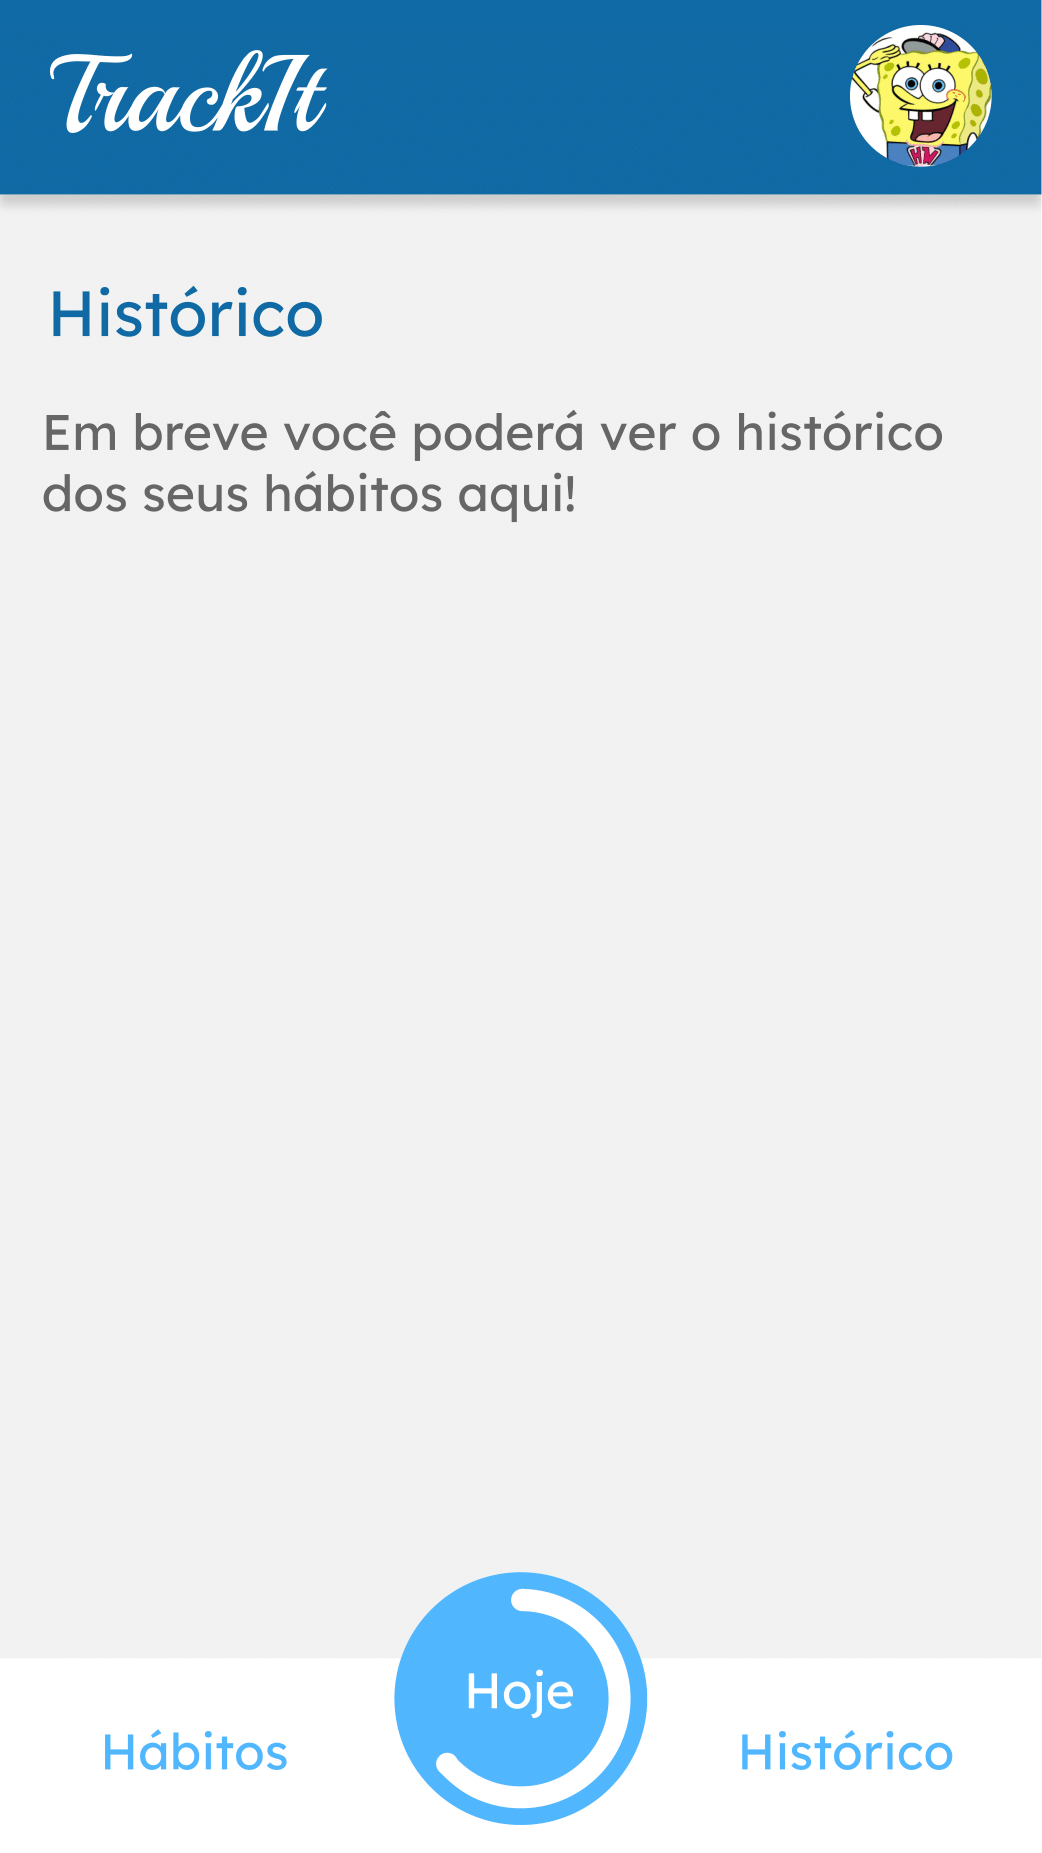 TrackIt
HW
Histórico
Em breve você poderá ver o histórico
dos seus hábitos aqui!
Hoje
Hábitos
Histórico